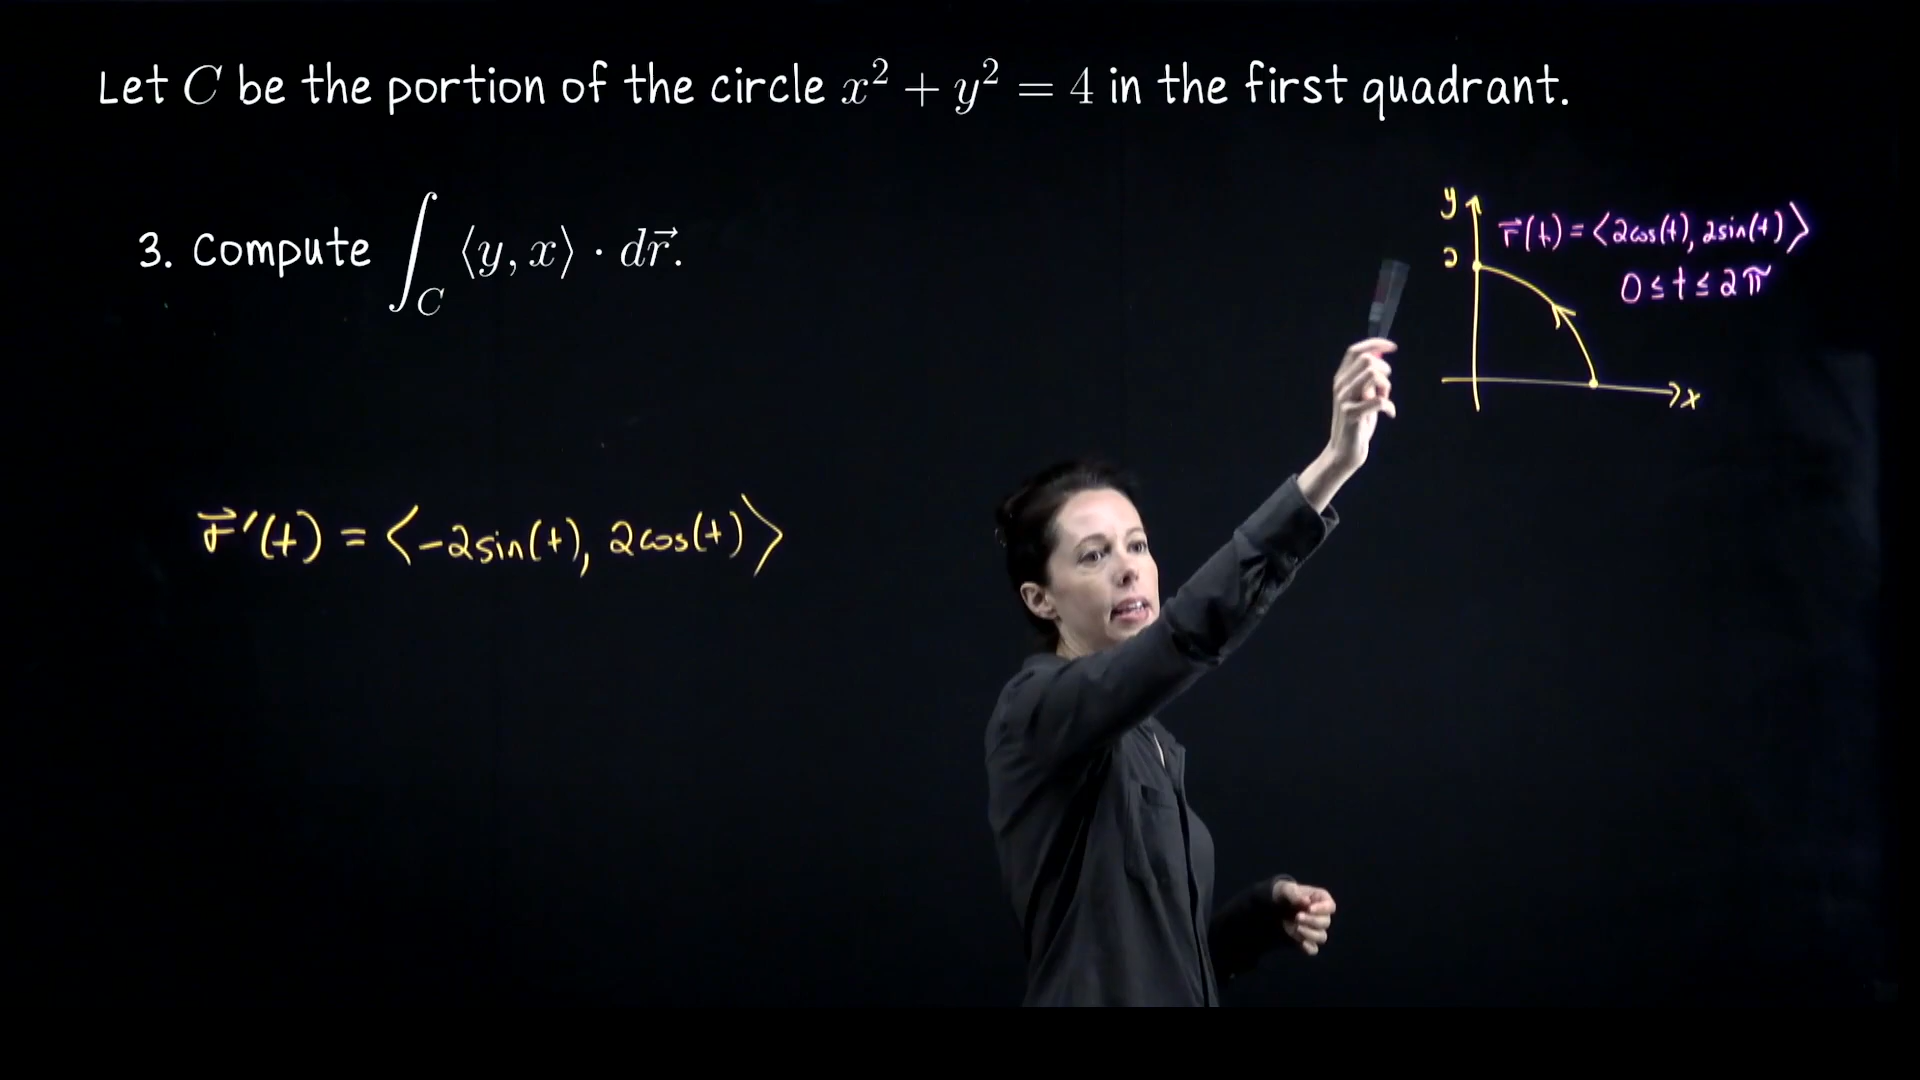 Let C be the portion of the circle x² + y² = 4 in the first quadrant.
3. Compute ∫_C ⟨y, x⟩ · dr⃗.
y
r⃗(t) = ⟨2cos(t), 2sin(t)⟩
2
0 ≤ t ≤ 2π
x
r⃗′(t) = ⟨-2sin(t), 2cos(t)⟩